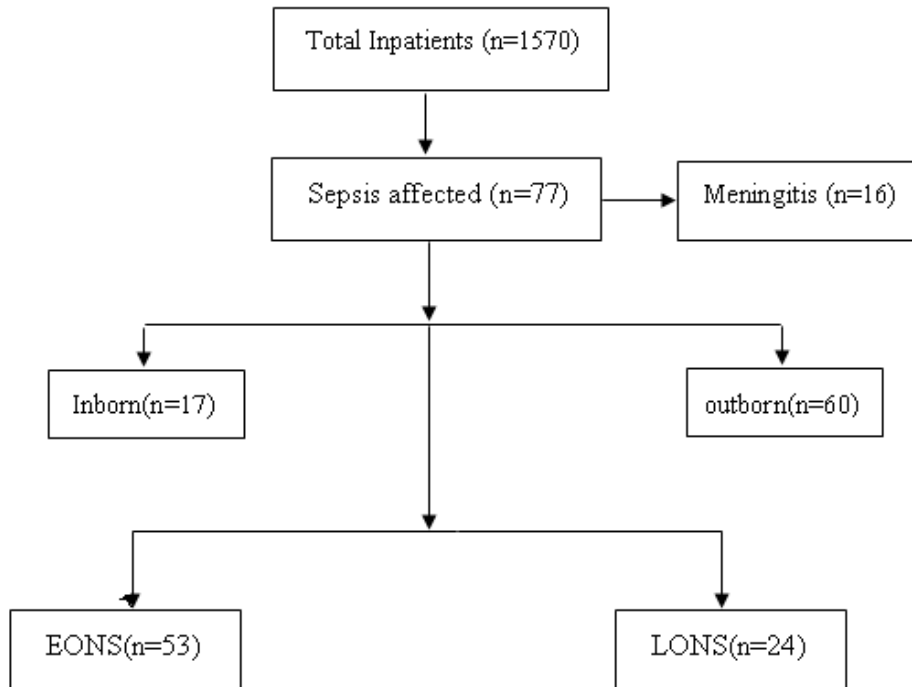 Total Inpatients (n=1570)
Sepsis affected (n=77)
Meningitis (n=16)
Inborn(n=17)
outborn(n=60)
EONS(n=53)
LONS(n=24)